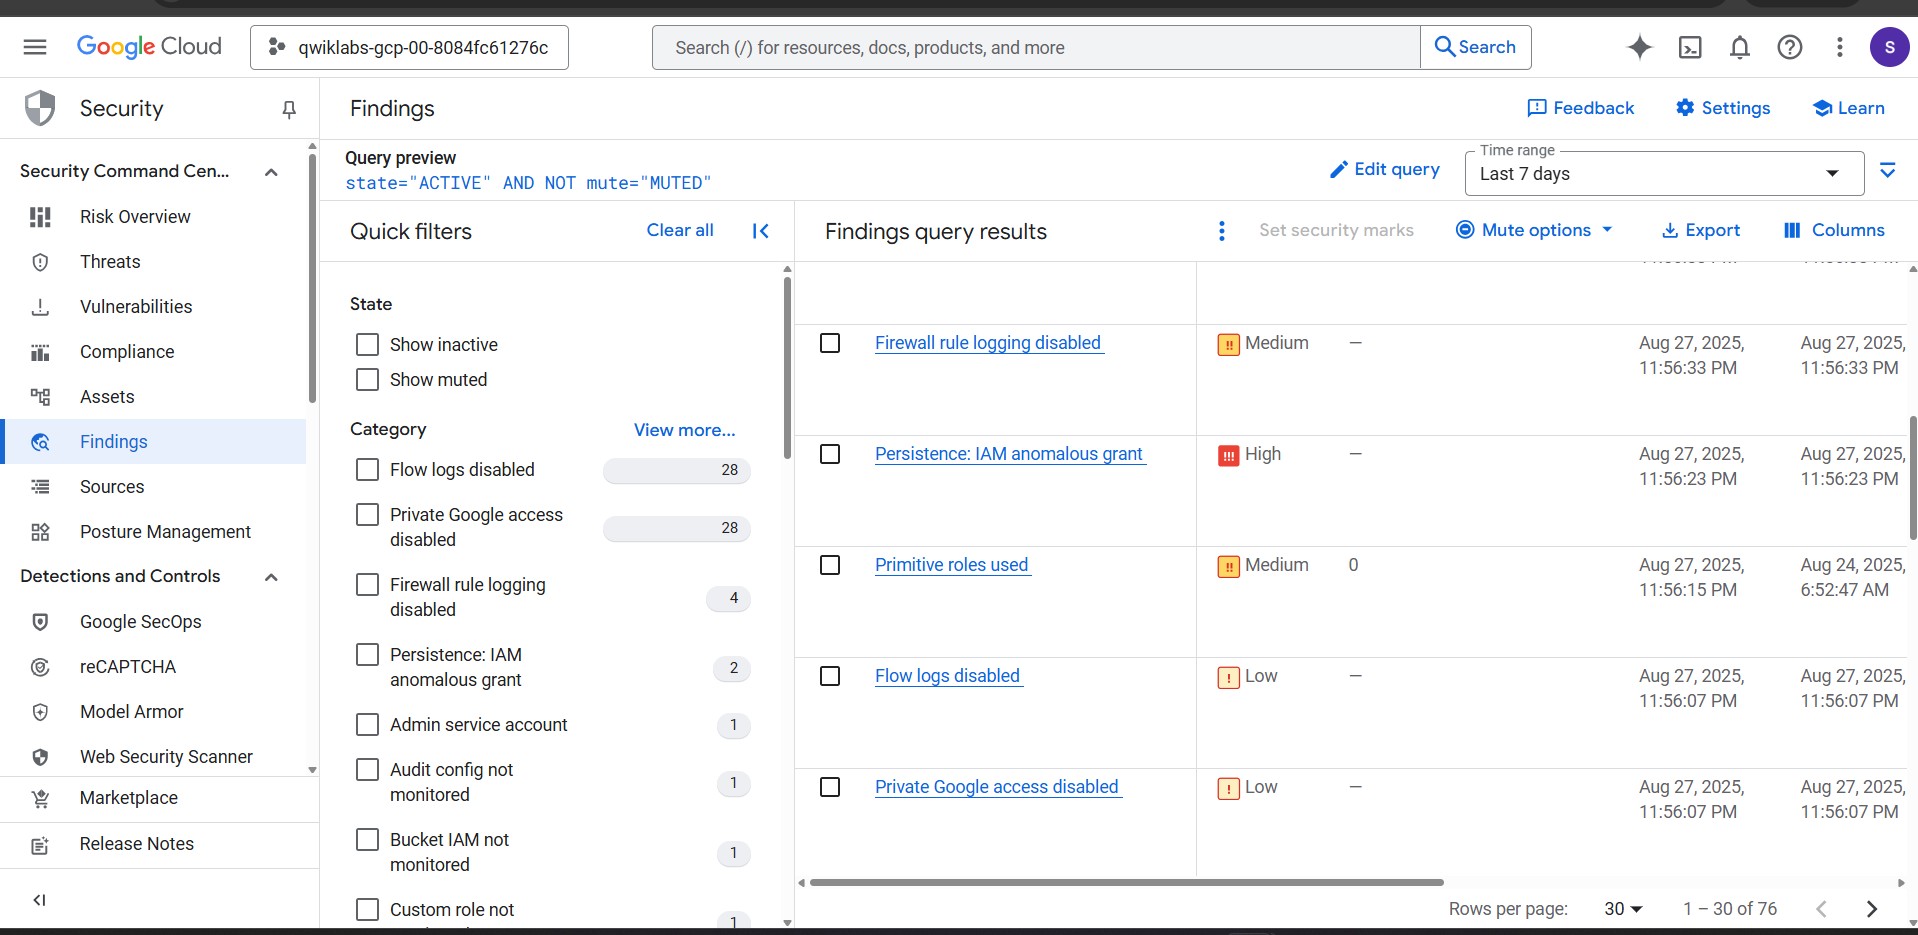 Google Cloud
qwiklabs-gcp-00-8084fc61276c
Search (/) for resources, docs, products, and more
Search
S
Security
Findings
Feedback
Settings
Learn
Security Command Cen...
Risk Overview
Threats
Vulnerabilities
Compliance
Assets
Findings
Sources
Posture Management
Detections and Controls
Google SecOps
reCAPTCHA
Model Armor
Web Security Scanner
Marketplace
Release Notes
Query preview
state="ACTIVE" AND NOT mute="MUTED"
Edit query
Time range
Last 7 days
Quick filters
Clear all
State
Show inactive
Show muted
Category
View more...
Flow logs disabled 28
Private Google access
disabled
28
Firewall rule logging
disabled
4
Persistence: IAM
anomalous grant
2
Admin service account 1
Audit config not
monitored
1
Bucket IAM not
monitored
1
Custom role not
1
Findings query results
Set security marks
Mute options
Export
Columns
Firewall rule logging disabled Medium — Aug 27, 2025, Aug 27, 2025,
11:56:33 PM 11:56:33 PM
Persistence: IAM anomalous grant High — Aug 27, 2025, Aug 27, 2025,
11:56:23 PM 11:56:23 PM
Primitive roles used Medium 0 Aug 27, 2025, Aug 24, 2025,
11:56:15 PM 6:52:47 AM
Flow logs disabled Low — Aug 27, 2025, Aug 27, 2025,
11:56:07 PM 11:56:07 PM
Private Google access disabled Low — Aug 27, 2025, Aug 27, 2025,
11:56:07 PM 11:56:07 PM
Rows per page: 30 1 – 30 of 76